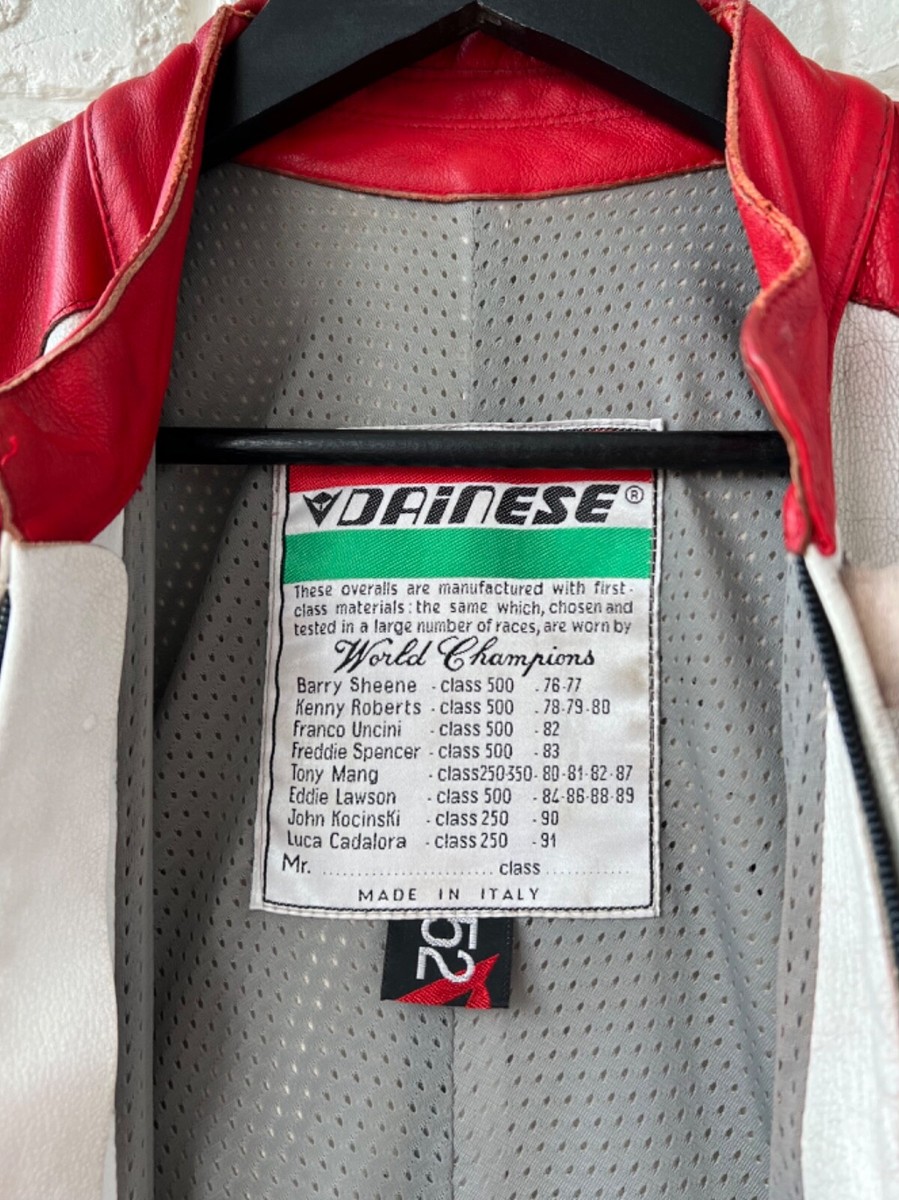 DAiNESE®
These overalls are manufactured with first-
class materials: the same which, chosen and
tested in a large number of races, are worn by
World Champions
Barry Sheene - class 500 - 76-77
Kenny Roberts - class 500 - 78-79-80
Franco Uncini - class 500 - 82
Freddie Spencer - class 500 - 83
Tony Mang - class250-350- 80-81-82-87
Eddie Lawson - class 500 - 84-86-88-89
John Kocinski - class 250 - 90
Luca Cadalora - class 250 - 91
Mr. ........................ class ............
MADE IN ITALY
52